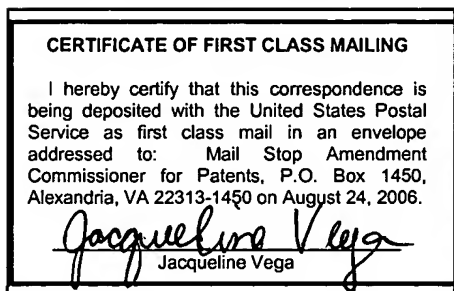 CERTIFICATE OF FIRST CLASS MAILING
I hereby certify that this correspondence is
being deposited with the United States Postal
Service as first class mail in an envelope
addressed to: Mail Stop Amendment
Commissioner for Patents, P.O. Box 1450,
Alexandria, VA 22313-1450 on August 24, 2006.
Jacqueline Vega
Jacqueline Vega